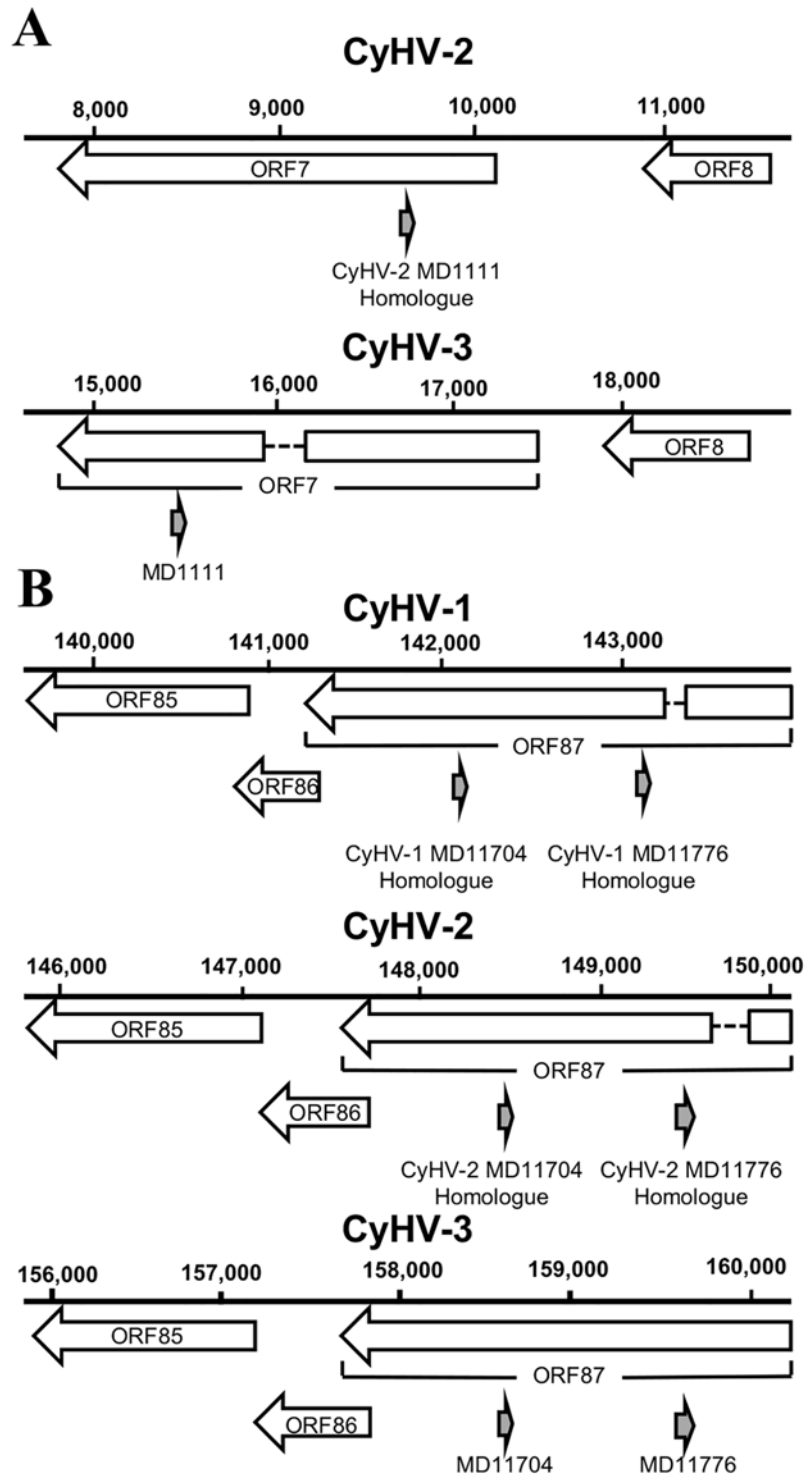 A
CyHV-2
8,000 9,000 10,000 11,000
ORF7 ORF8
CyHV-2 MD1111
Homologue
CyHV-3
15,000 16,000 17,000 18,000
ORF8
ORF7
MD1111
B
CyHV-1
140,000 141,000 142,000 143,000
ORF85
ORF87
ORF86
CyHV-1 MD11704 CyHV-1 MD11776
Homologue Homologue
CyHV-2
146,000 147,000 148,000 149,000 150,000
ORF85
ORF87
ORF86
CyHV-2 MD11704 CyHV-2 MD11776
Homologue Homologue
CyHV-3
156,000 157,000 158,000 159,000 160,000
ORF85
ORF87
ORF86
MD11704 MD11776